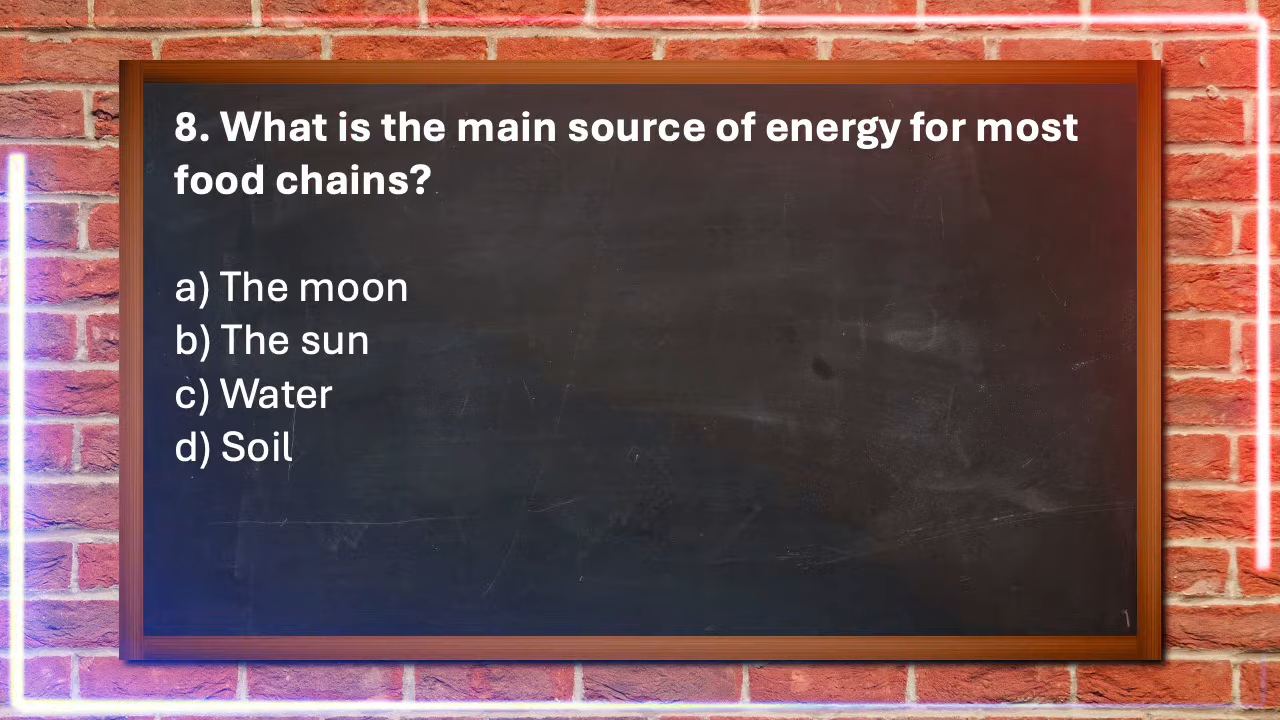 8. What is the main source of energy for most
food chains?
a) The moon
b) The sun
c) Water
d) Soil